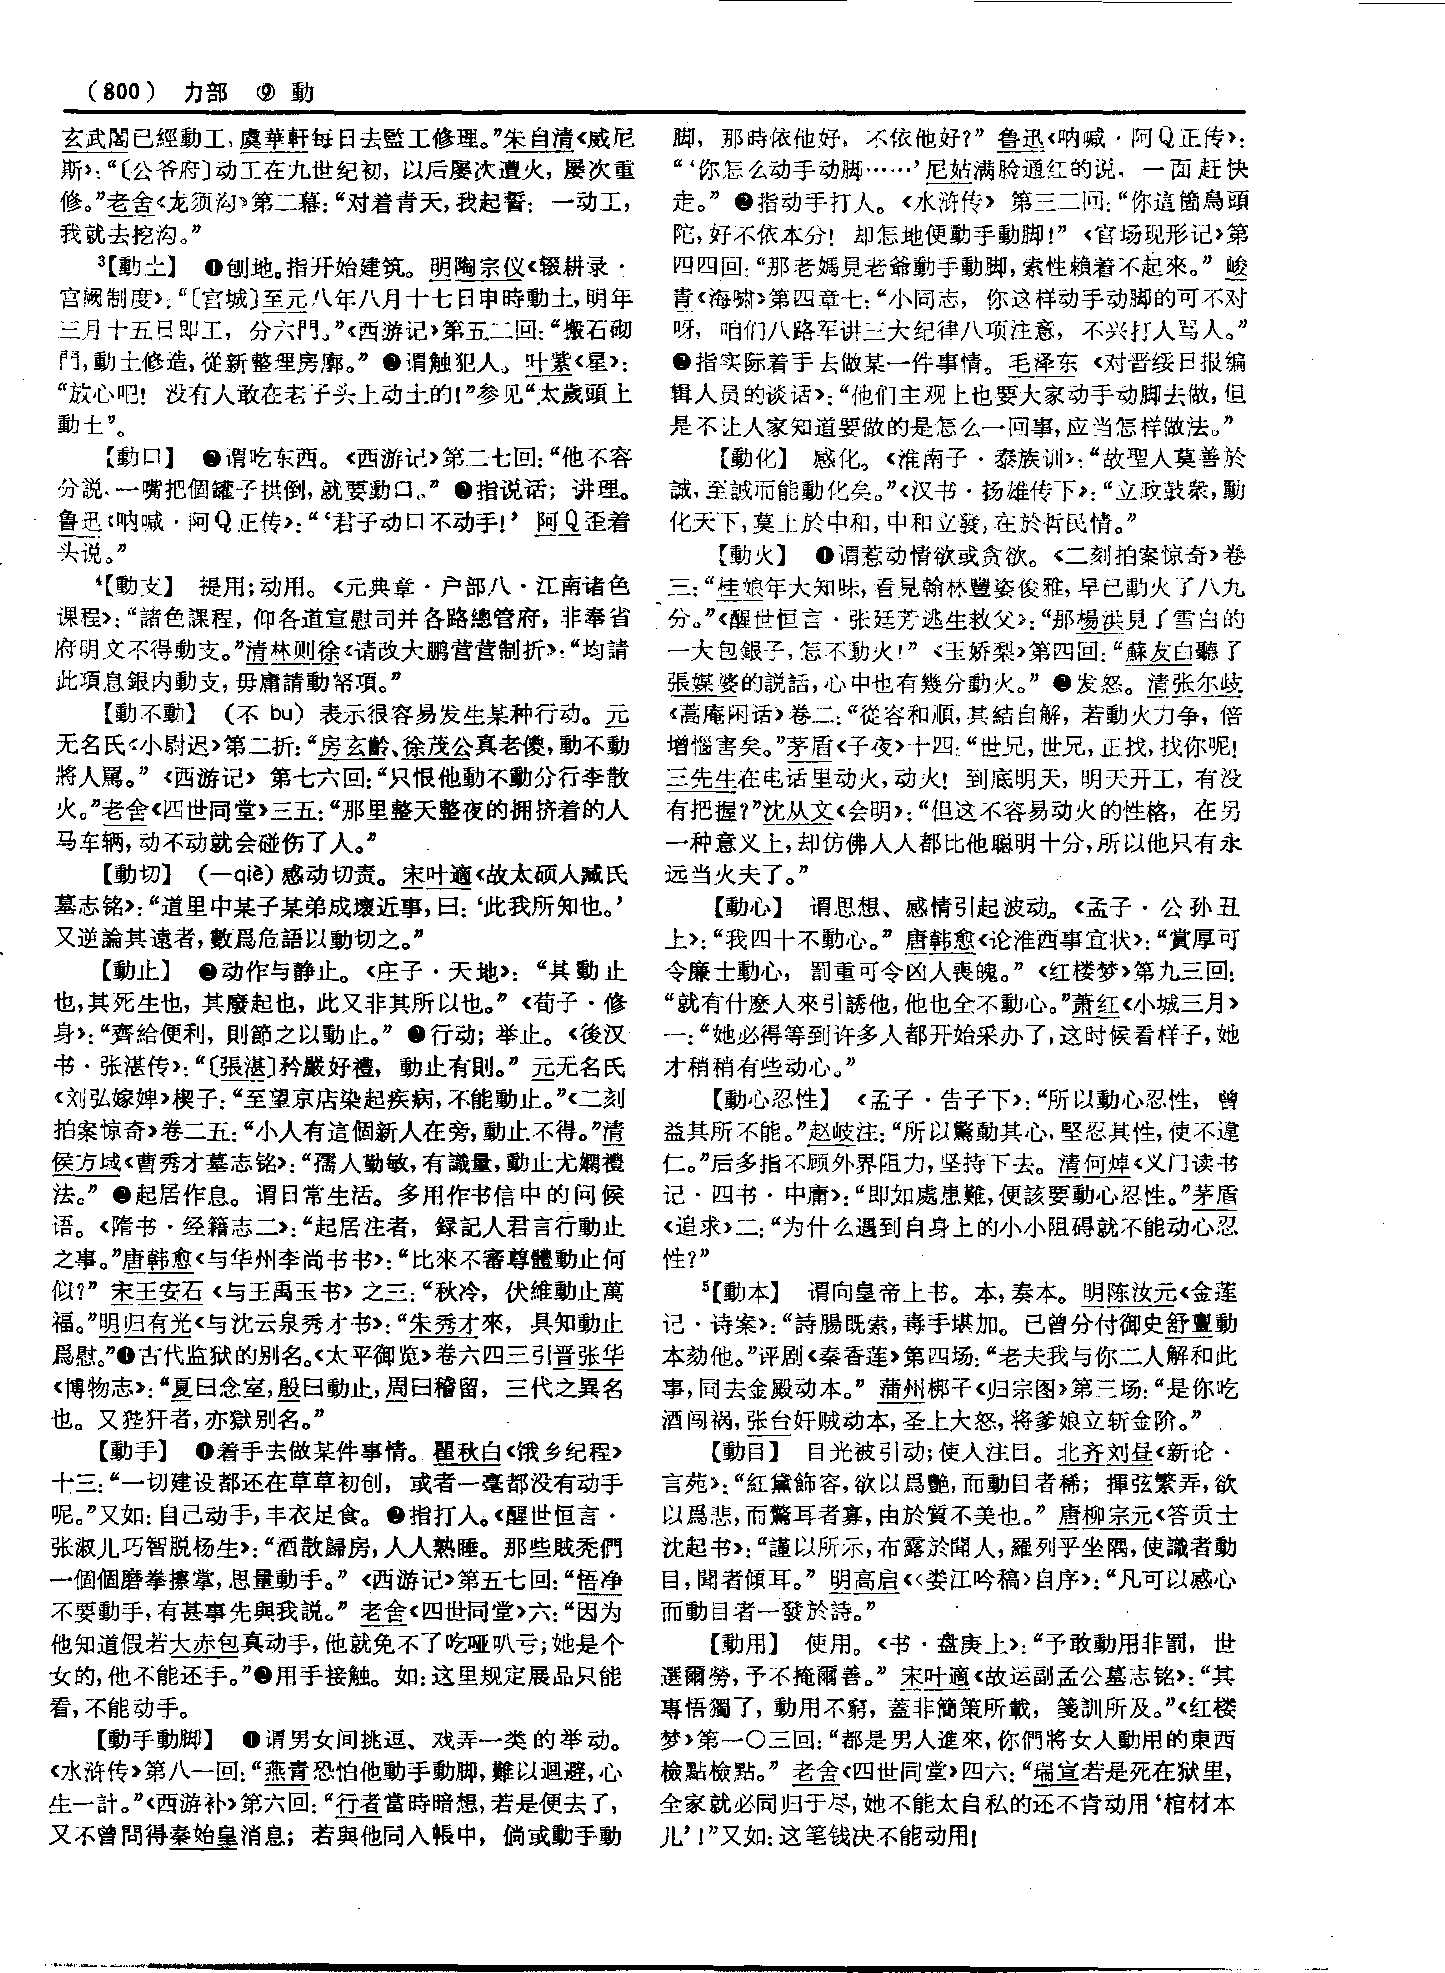 （800） 力部 ⑨ 動
玄武閣已經動工，虞華軒每日去監工修理。”朱自清《威尼
斯》：“〔公爷府〕动工在九世纪初，以后屡次遭火，屡次重
修。”老舍《龙须沟》第二幕：“对着青天，我起誓：一动工，
我就去挖沟。”
3【動土】 ❶刨地。指开始建筑。明陶宗仪《辍耕录·
宫阙制度》：“〔宫城〕至元八年八月十七日申時動土，明年
三月十五日即工，分六門。”《西游记》第五二回：“搬石砌
門，動土修造，從新整理房廊。” ❷谓触犯人。叶紫《星》：
“放心吧！没有人敢在老子头上动土的！”参见“太歲頭上
動土”。
【動口】 ❶谓吃东西。《西游记》第二七回：“他不容
分説，一嘴把個罐子拱倒，就要動口。” ❷指说话；讲理。
鲁迅《呐喊·阿Q正传》：“‘君子动口不动手！’阿Q歪着
头说。”
4【動支】 提用；动用。《元典章·户部八·江南诸色
课程》：“諸色課程，仰各道宣慰司并各路總管府，非奉省
府明文不得動支。”清林则徐《请改大鹏营营制折》：“均請
此項息銀内動支，毋庸請動帑項。”
【動不動】 （不 bu）表示很容易发生某种行动。元
无名氏《小尉迟》第二折：“房玄齡、徐茂公真老傻，動不動
將人罵。”《西游记》第七六回：“只恨他動不動分行李散
火。”老舍《四世同堂》三五：“那里整天整夜的拥挤着的人
马车辆，动不动就会碰伤了人。”
【動切】 （—qiè）感动切责。宋叶適《故太硕人臧氏
墓志铭》：“道里中某子某弟成壞近事，曰：‘此我所知也。’
又逆論其遠者，數爲危語以動切之。”
【動止】 ❶动作与静止。《庄子·天地》：“其動止
也，其死生也，其廢起也，此又非其所以也。”《荀子·修
身》：“齊給便利，則節之以動止。” ❷行动；举止。《後汉
书·张湛传》：“〔張湛〕矜嚴好禮，動止有則。”元无名氏
《刘弘嫁婢》楔子：“至望京店染起疾病，不能動止。”《二刻
拍案惊奇》卷二五：“小人有這個新人在旁，動止不得。”清
侯方域《曹秀才墓志铭》：“孺人勤敏，有識量，動止尤嫻禮
法。” ❸起居作息。谓日常生活。多用作书信中的问候
语。《隋书·经籍志二》：“起居注者，録記人君言行動止
之事。”唐韩愈《与华州李尚书书》：“比來不審尊體動止何
似？”宋王安石《与王禹玉书》之三：“秋冷，伏維動止萬
福。”明归有光《与沈云泉秀才书》：“朱秀才來，具知動止
爲慰。”❹古代监狱的别名。《太平御览》卷六四三引晋张华
《博物志》：“夏曰念室，殷曰動止，周曰稽留，三代之異名
也。又狴犴者，亦獄别名。”
【動手】 ❶着手去做某件事情。瞿秋白《饿乡纪程》
十三：“一切建设都还在草草初创，或者一毫都没有动手
呢。”又如：自己动手，丰衣足食。 ❷指打人。《醒世恒言·
张淑儿巧智脱杨生》：“酒散歸房，人人熟睡。那些賊禿們
一個個磨拳擦掌，思量動手。”《西游记》第五七回：“悟净
不要動手，有甚事先與我説。”老舍《四世同堂》六：“因为
他知道假若大赤包真动手，他就免不了吃哑叭亏；她是个
女的，他不能还手。”❸用手接触。如：这里规定展品只能
看，不能动手。
【動手動脚】 ❶谓男女间挑逗、戏弄一类的举动。
《水浒传》第八一回：“燕青恐怕他動手動脚，難以迴避，心
生一計。”《西游补》第六回：“行者當時暗想，若是便去了，
又不曾問得秦始皇消息；若與他同入帳中，倘或動手動
脚，那時依他好，不依他好？”鲁迅《呐喊·阿Q正传》：
“‘你怎么动手动脚……’尼姑满脸通红的说，一面赶快
走。” ❷指动手打人。《水浒传》第三二回：“你這箇鳥頭
陀，好不依本分！却怎地便動手動脚！”《官场现形记》第
四四回：“那老媽見老爺動手動脚，索性賴着不起來。”峻
青《海啸》第四章七：“小同志，你这样动手动脚的可不对
呀，咱们八路军讲三大纪律八项注意，不兴打人骂人。”
❸指实际着手去做某一件事情。毛泽东《对晋绥日报编
辑人员的谈话》：“他们主观上也要大家动手动脚去做，但
是不让人家知道要做的是怎么一回事，应当怎样做法。”
【動化】 感化。《淮南子·泰族训》：“故聖人莫善於
誠，至誠而能動化矣。”《汉书·扬雄传下》：“立政鼓衆，動
化天下，莫上於中和，中和之發，在於哲民情。”
【動火】 ❶谓惹动情欲或贪欲。《二刻拍案惊奇》卷
三：“桂娘年大知味，看見翰林豐姿俊雅，早已動火了八九
分。”《醒世恒言·张廷秀逃生救父》：“那楊洪見了雪白的
一大包銀子，怎不動火！”《玉娇梨》第四回：“蘇友白聽了
張媒婆的説話，心中也有幾分動火。” ❷发怒。清张尔岐
《蒿庵闲话》卷二：“從容和順，其結自解，若動火力争，倍
增惱害矣。”茅盾《子夜》十四：“世兄，世兄，正找，找你呢！
三先生在电话里动火，动火！到底明天，明天开工，有没
有把握？”沈从文《会明》：“但这不容易动火的性格，在另
一种意义上，却仿佛人人都比他聪明十分，所以他只有永
远当火夫了。”
【動心】 谓思想、感情引起波动。《孟子·公孙丑
上》：“我四十不動心。”唐韩愈《论淮西事宜状》：“賞厚可
令廉士動心，罰重可令凶人喪魄。”《红楼梦》第九三回：
“就有什麽人來引誘他，他也全不動心。”萧红《小城三月》
一：“她必得等到许多人都开始采办了，这时候看样子，她
才稍稍有些动心。”
【動心忍性】 《孟子·告子下》：“所以動心忍性，曾
益其所不能。”赵岐注：“所以驚動其心，堅忍其性，使不違
仁。”后多指不顾外界阻力，坚持下去。清何焯《义门读书
记·四书·中庸》：“即如處患難，便該要動心忍性。”茅盾
《追求》二：“为什么遇到自身上的小小阻碍就不能动心忍
性？”
5【動本】 谓向皇帝上书。本，奏本。明陈汝元《金莲
记·诗案》：“詩腸既索，毒手堪加。已曾分付御史舒亶動
本劾他。”评剧《秦香莲》第四场：“老夫我与你二人解和此
事，同去金殿动本。”蒲州梆子《归宗图》第三场：“是你吃
酒闯祸，张台奸贼动本，圣上大怒，将爹娘立斩金阶。”
【動目】 目光被引动；使人注目。北齐刘昼《新论·
言苑》：“紅黛飾容，欲以爲艷，而動目者稀；揮弦繁弄，欲
以爲悲，而驚耳者寡，由於質不美也。”唐柳宗元《答贡士
沈起书》：“謹以所示，布露於聞人，羅列乎坐隅，使識者動
目，聞者傾耳。”明高启《〈娄江吟稿〉自序》：“凡可以感心
而動目者一發於詩。”
【動用】 使用。《书·盘庚上》：“予敢動用非罰，世
選爾勞，予不掩爾善。”宋叶適《故运副孟公墓志铭》：“其
專悟獨了，動用不窮，蓋非簡策所載，箋訓所及。”《红楼
梦》第一〇三回：“都是男人進來，你們將女人動用的東西
檢點檢點。”老舍《四世同堂》四六：“瑞宣若是死在狱里，
全家就必同归于尽，她不能太自私的还不肯动用‘棺材本
儿’！”又如：这笔钱决不能动用！